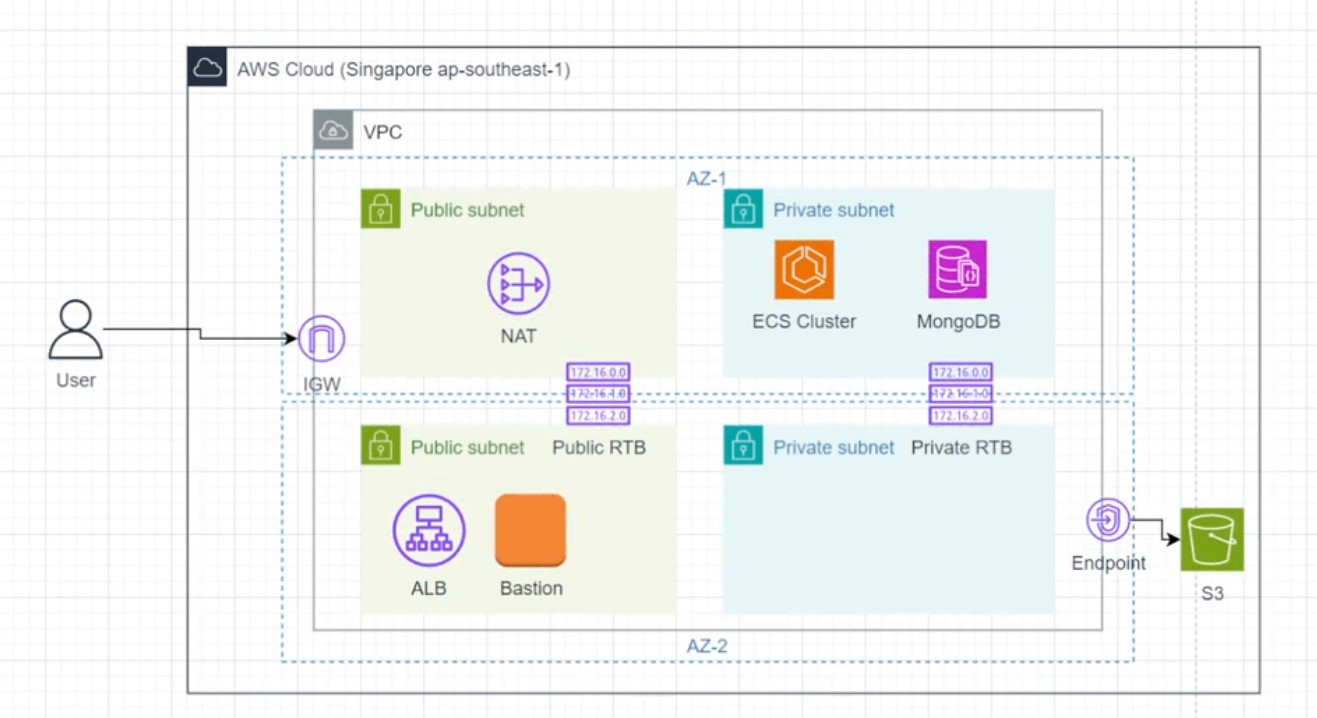 AWS Cloud (Singapore ap-southeast-1)
VPC
AZ-1
Public subnet
Private subnet
NAT
ECS Cluster
MongoDB
User
IGW
172.16.0.0
172.16.1.0
172.16.2.0
172.16.0.0
172.16.1.0
172.16.2.0
Public subnet
Public RTB
Private subnet
Private RTB
ALB
Bastion
Endpoint
S3
AZ-2